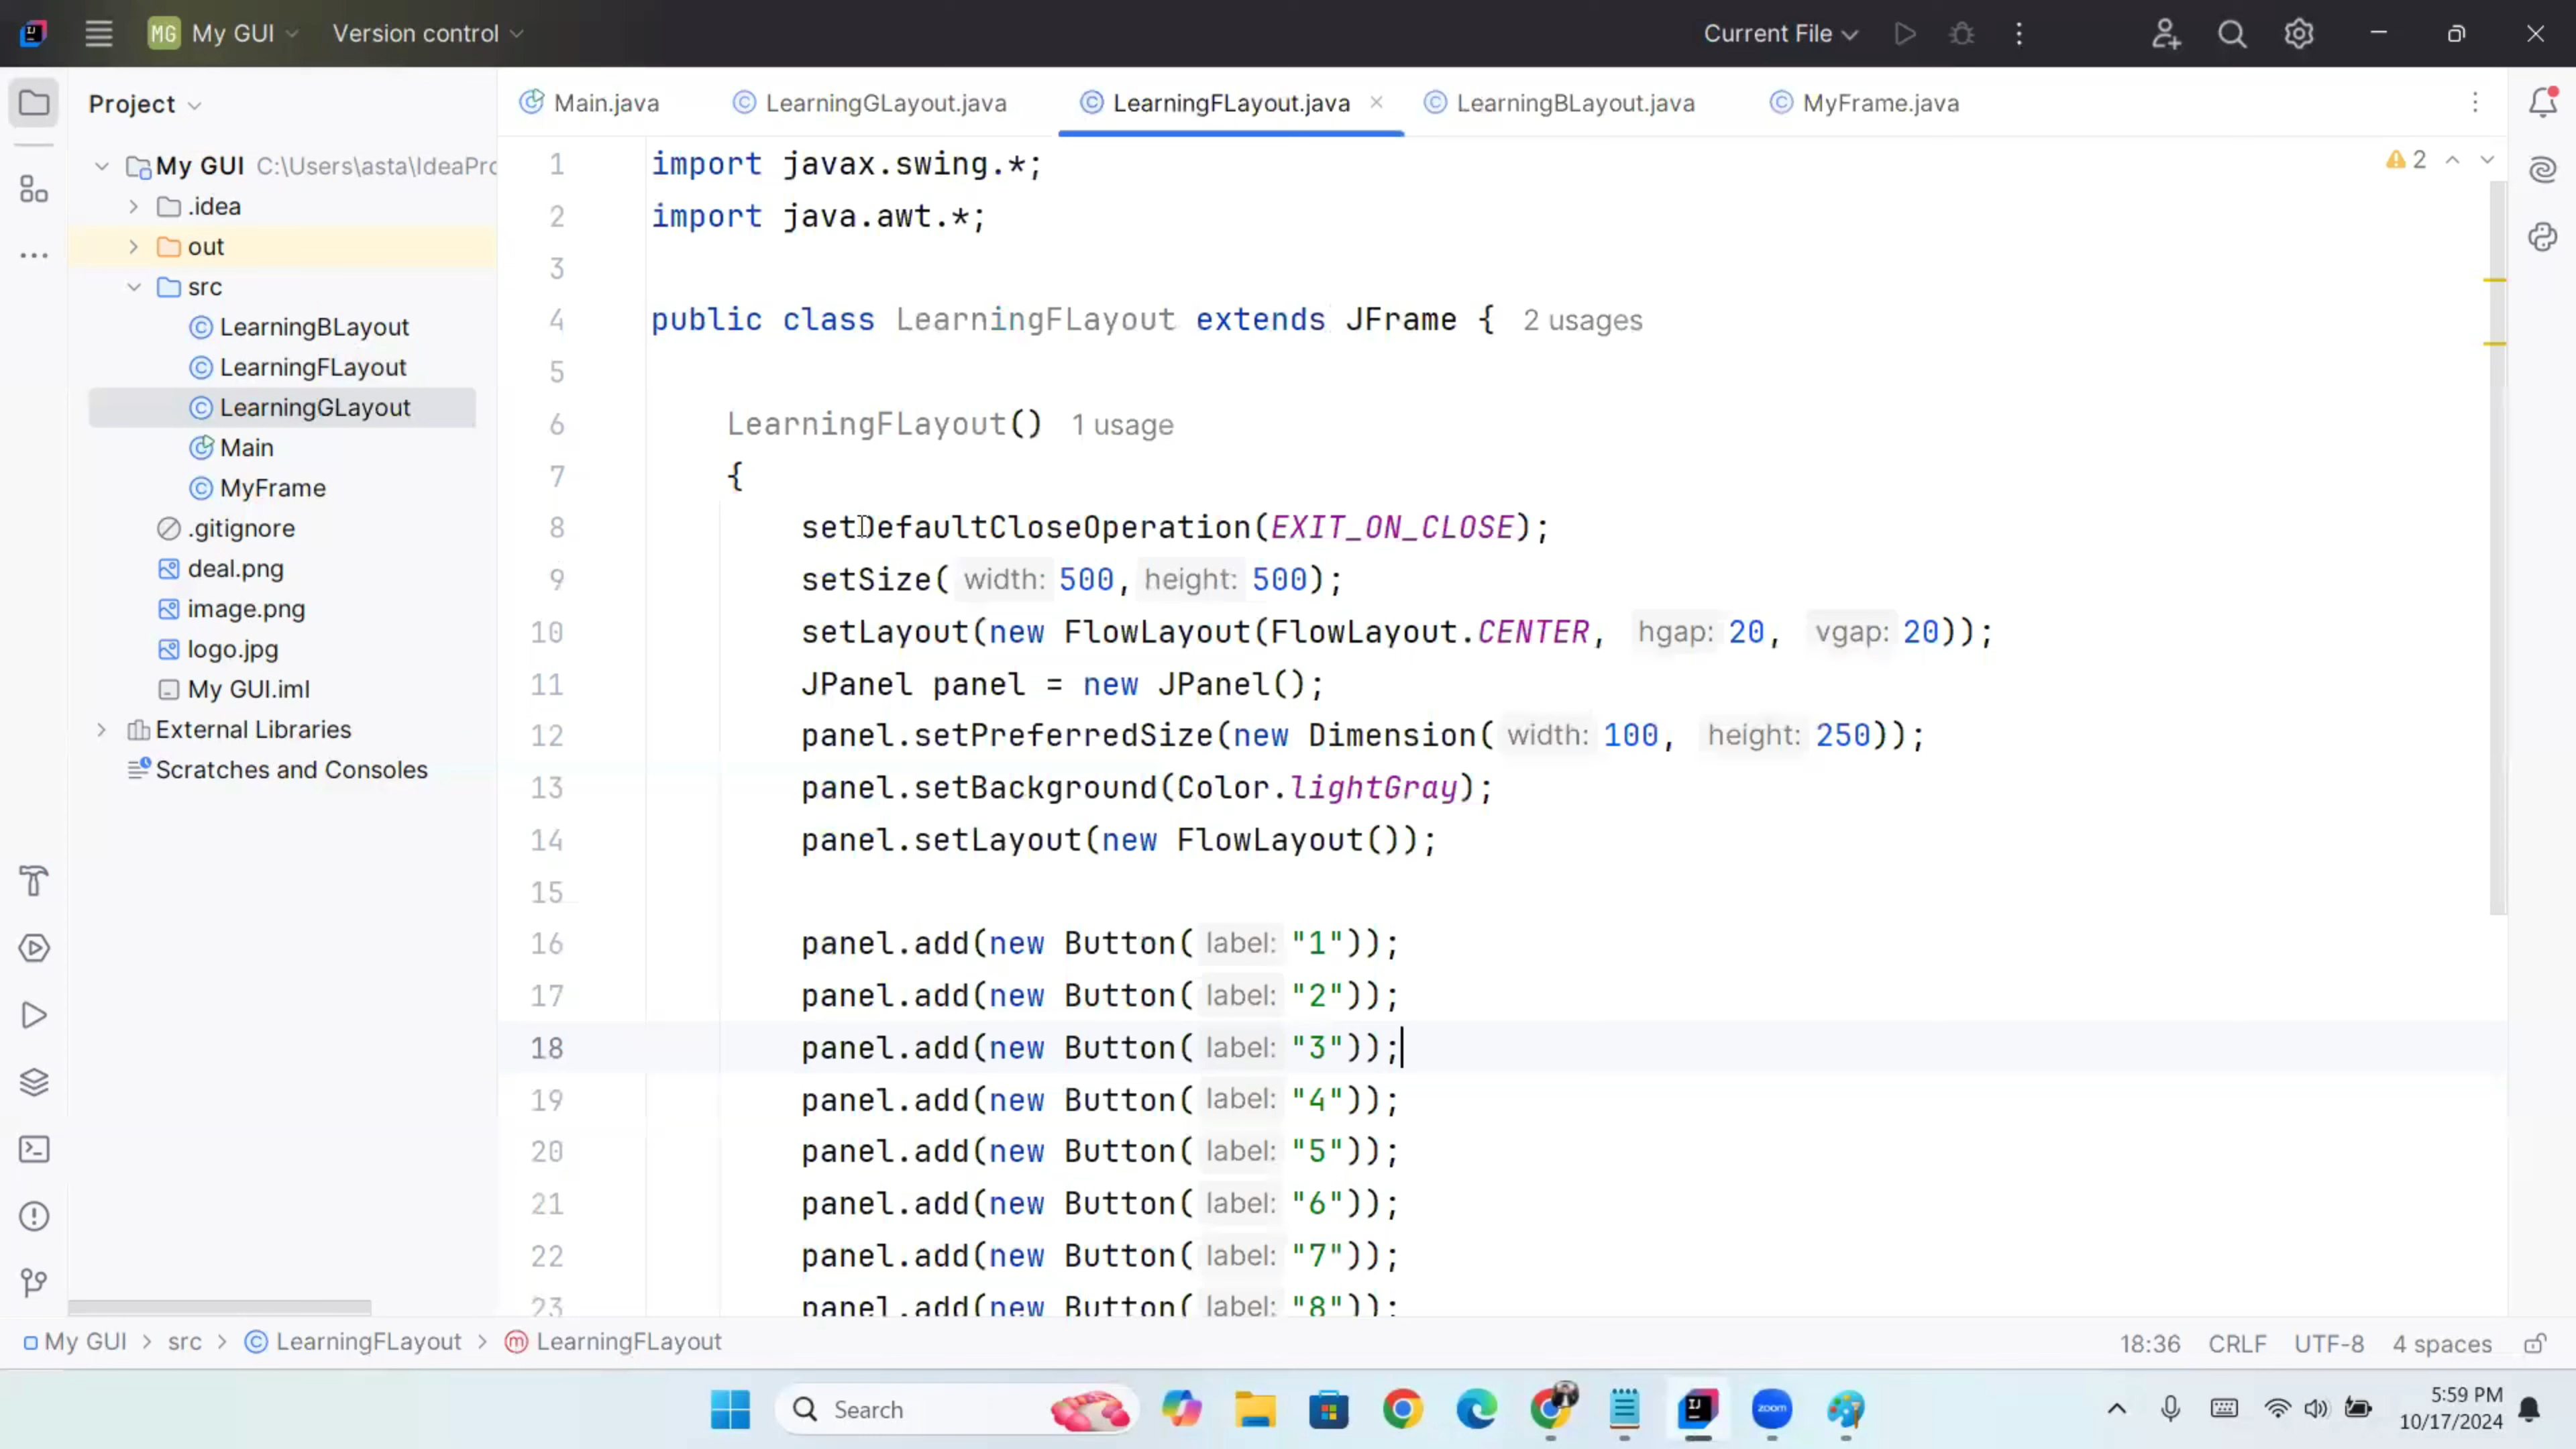 MG My GUI Version control Current File
Project
Main.java LearningGLayout.java LearningFLayout.java LearningBLayout.java MyFrame.java
My GUI C:\Users\asta\IdeaPro
.idea
out
src
LearningBLayout
LearningFLayout
LearningGLayout
Main
MyFrame
.gitignore
deal.png
image.png
logo.jpg
My GUI.iml
External Libraries
Scratches and Consoles
2
1 import javax.swing.*;
2 import java.awt.*;
3
4 public class LearningFLayout extends JFrame { 2 usages
5
6 LearningFLayout() 1 usage
7 {
8 setDefaultCloseOperation(EXIT_ON_CLOSE);
9 setSize( width: 500, height: 500);
10 setLayout(new FlowLayout(FlowLayout.CENTER, hgap: 20, vgap: 20));
11 JPanel panel = new JPanel();
12 panel.setPreferredSize(new Dimension( width: 100, height: 250));
13 panel.setBackground(Color.lightGray);
14 panel.setLayout(new FlowLayout());
15
16 panel.add(new Button( label: "1"));
17 panel.add(new Button( label: "2"));
18 panel.add(new Button( label: "3"));
19 panel.add(new Button( label: "4"));
20 panel.add(new Button( label: "5"));
21 panel.add(new Button( label: "6"));
22 panel.add(new Button( label: "7"));
23 panel.add(new Button( label: "8"));
My GUI > src > LearningFLayout > LearningFLayout 18:36 CRLF UTF-8 4 spaces
Search zoom 5:59 PM
10/17/2024